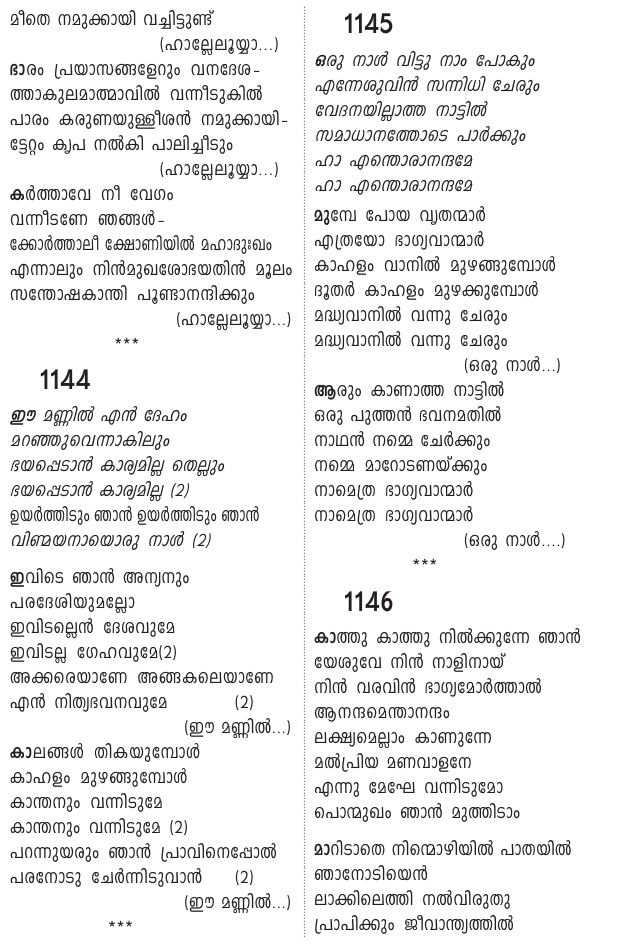 മീതെ നമുക്കായി വച്ചിട്ടുണ്ട്
(ഹാല്ലേലൂയ്യാ...)
ഭാരം പ്രയാസങ്ങളേറും വനദേശ-
ത്താകുലമാത്മാവിൽ വന്നീടുകിൽ
പാരം കരുണയുള്ളീശൻ നമുക്കായി-
ട്ടേറ്റം കൃപ നൽകി പാലിച്ചീടും
(ഹാല്ലേലൂയ്യാ...)
കർത്താവേ നീ വേഗം
വന്നീടണേ ഞങ്ങൾ-
ക്കോർത്താലീ ക്ഷോണിയിൽ മഹാദുഃഖം
എന്നാലും നിൻമുഖശോഭയതിൻ മൂലം
സന്തോഷകാന്തി പൂണ്ടാനന്ദിക്കും
(ഹാല്ലേലൂയ്യാ...)
***
1144
ഈ മണ്ണിൽ എൻ ദേഹം
മറഞ്ഞുവെന്നാകിലും
ഭയപ്പെടാൻ കാര്യമില്ല തെല്ലും
ഭയപ്പെടാൻ കാര്യമില്ല (2)
ഉയർത്തിടും ഞാൻ ഉയർത്തിടും ഞാൻ
വിണ്മയനായൊരു നാൾ (2)
ഇവിടെ ഞാൻ അന്യനും
പരദേശിയുമല്ലോ
ഇവിടല്ലെൻ ദേശവുമേ
ഇവിടല്ല ഗേഹവുമേ(2)
അക്കരെയാണേ അങ്ങകലെയാണേ
എൻ നിത്യഭവനവുമേ (2)
(ഈ മണ്ണിൽ...)
കാലങ്ങൾ തികയുമ്പോൾ
കാഹളം മുഴങ്ങുമ്പോൾ
കാന്തനും വന്നിടുമേ
കാന്തനും വന്നിടുമേ (2)
പറന്നുയരും ഞാൻ പ്രാവിനെപ്പോൽ
പരനോടു ചേർന്നിടുവാൻ (2)
(ഈ മണ്ണിൽ...)
***
1145
ഒരു നാൾ വിട്ടു നാം പോകും
എന്നേശുവിൻ സന്നിധി ചേരും
വേദനയില്ലാത്ത നാട്ടിൽ
സമാധാനത്തോടെ പാർക്കും
ഹാ എന്തൊരാനന്ദമേ
ഹാ എന്തൊരാനന്ദമേ
മുമ്പേ പോയ വൃതന്മാർ
എത്രയോ ഭാഗ്യവാന്മാർ
കാഹളം വാനിൽ മുഴങ്ങുമ്പോൾ
ദൂതർ കാഹളം മുഴക്കുമ്പോൾ
മദ്ധ്യവാനിൽ വന്നു ചേരും
മദ്ധ്യവാനിൽ വന്നു ചേരും
(ഒരു നാൾ...)
ആരും കാണാത്ത നാട്ടിൽ
ഒരു പുത്തൻ ഭവനമതിൽ
നാഥൻ നമ്മെ ചേർക്കും
നമ്മെ മാറോടണയ്ക്കും
നാമെത്ര ഭാഗ്യവാന്മാർ
നാമെത്ര ഭാഗ്യവാന്മാർ
(ഒരു നാൾ....)
***
1146
കാത്തു കാത്തു നിൽക്കുന്നേ ഞാൻ
യേശുവേ നിൻ നാളിനായ്
നിൻ വരവിൻ ഭാഗ്യമോർത്താൽ
ആനന്ദമെന്താനന്ദം
ലക്ഷ്യമെല്ലാം കാണുന്നേ
മൽപ്രിയ മണവാളനേ
എന്നു മേഘേ വന്നിടുമോ
പൊന്മുഖം ഞാൻ മുത്തിടാം
മാറിടാതെ നിന്മൊഴിയിൽ പാതയിൽ
ഞാനോടിയെൻ
ലാക്കിലെത്തി നൽവിരുതു
പ്രാപിക്കും ജീവാന്ത്യത്തിൽ